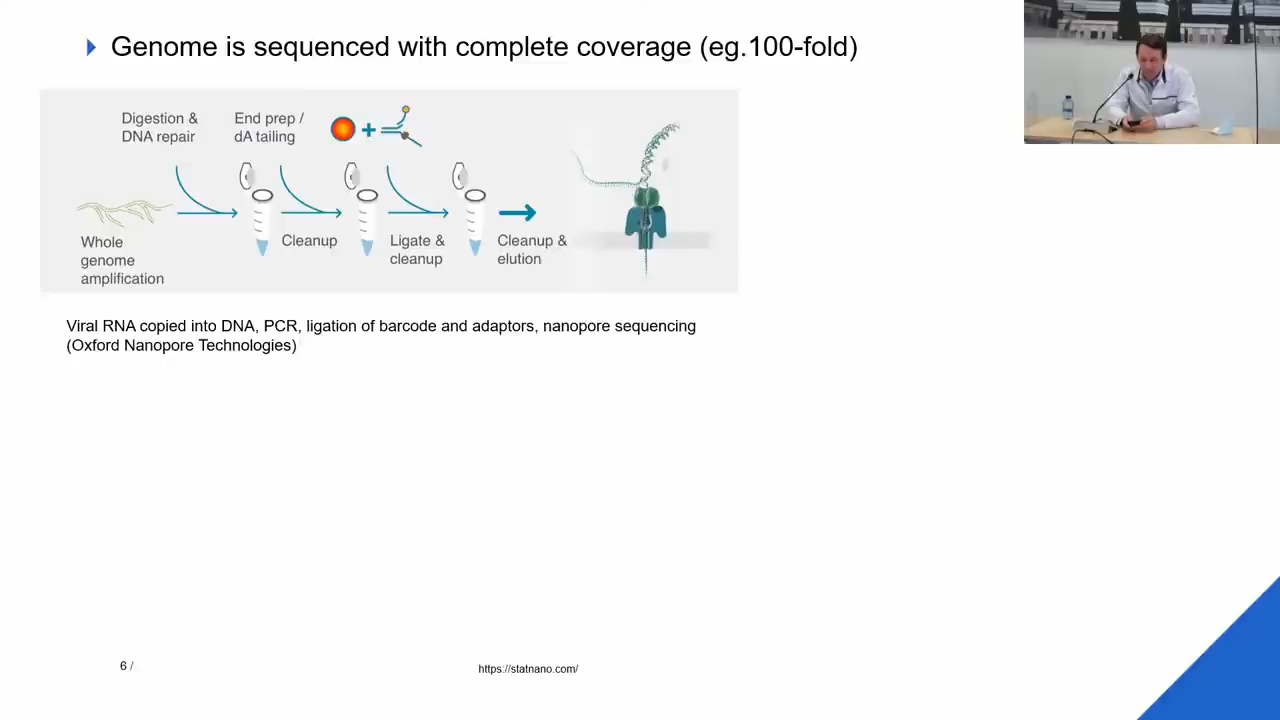 Genome is sequenced with complete coverage (eg.100-fold)
Digestion &
DNA repair
End prep /
dA tailing
Whole
genome
amplification
Cleanup
Ligate &
cleanup
Cleanup &
elution
Viral RNA copied into DNA, PCR, ligation of barcode and adaptors, nanopore sequencing
(Oxford Nanopore Technologies)
6 /
https://statnano.com/